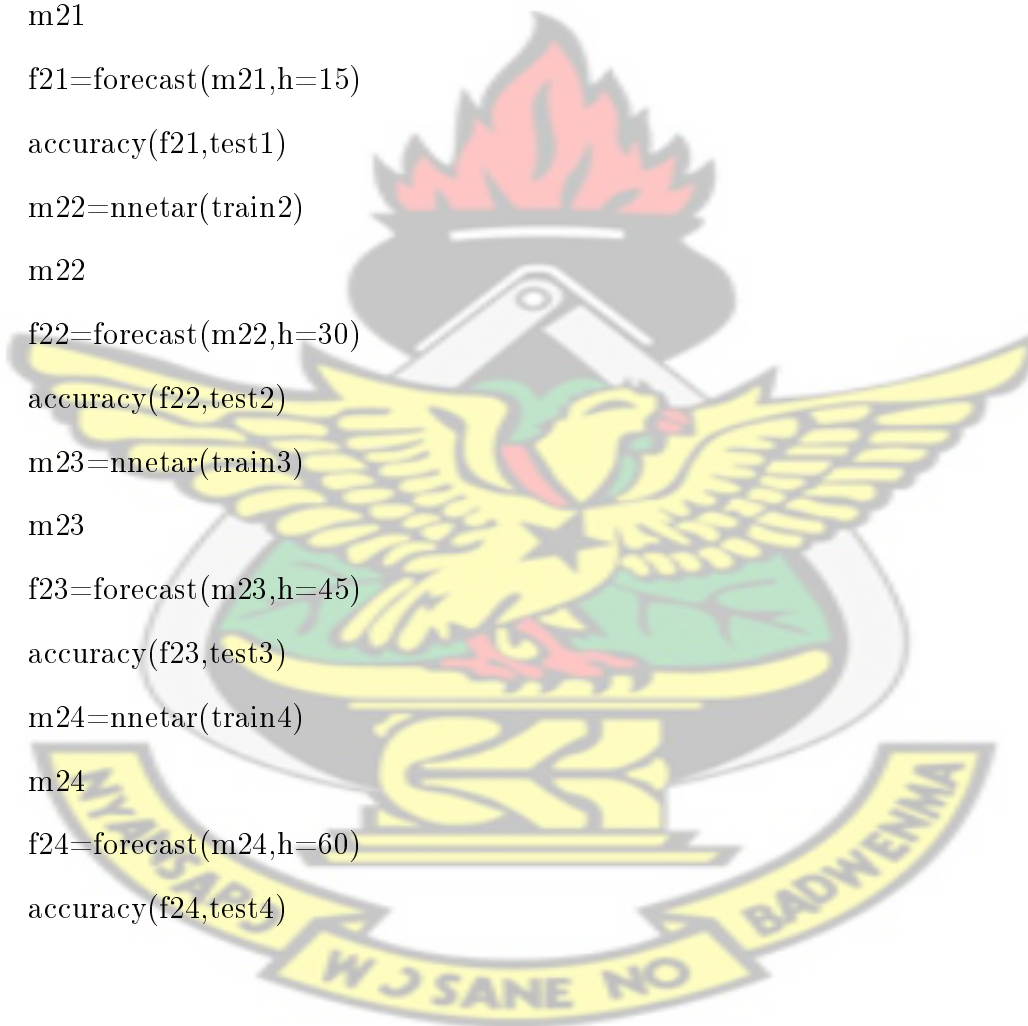 m21
f21=forecast(m21,h=15)
accuracy(f21,test1)
m22=nnetar(train2)
m22
f22=forecast(m22,h=30)
accuracy(f22,test2)
m23=nnetar(train3)
m23
f23=forecast(m23,h=45)
accuracy(f23,test3)
m24=nnetar(train4)
m24
f24=forecast(m24,h=60)
accuracy(f24,test4)
NYANSAPƆ
WƆ SANE NO
BADWENMA